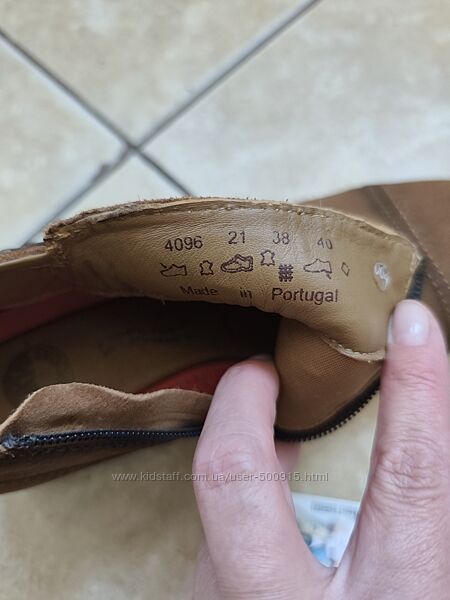 4096 21 38 40
Made in Portugal
www.kidstaff.com.ua/user-500915.html